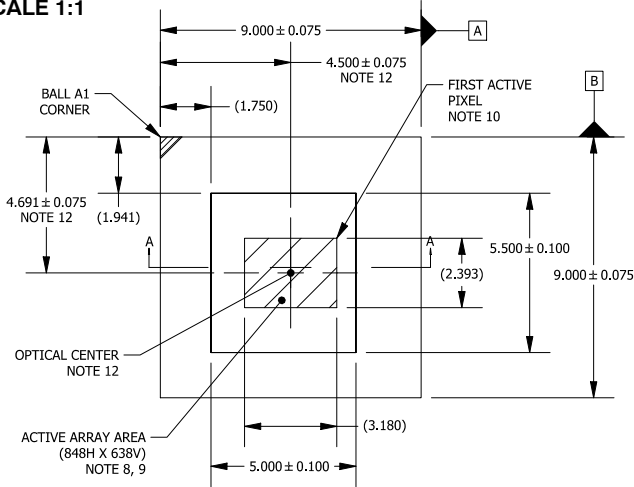 CALE 1:1
9.000 ± 0.075
A
4.500 ± 0.075
NOTE 12
BALL A1
CORNER
FIRST ACTIVE
PIXEL
NOTE 10
B
(1.750)
4.691 ± 0.075
NOTE 12
(1.941)
A
A
5.500 ± 0.100
(2.393)
9.000 ± 0.075
OPTICAL CENTER
NOTE 12
(3.180)
ACTIVE ARRAY AREA
(848H X 638V)
NOTE 8, 9
5.000 ± 0.100